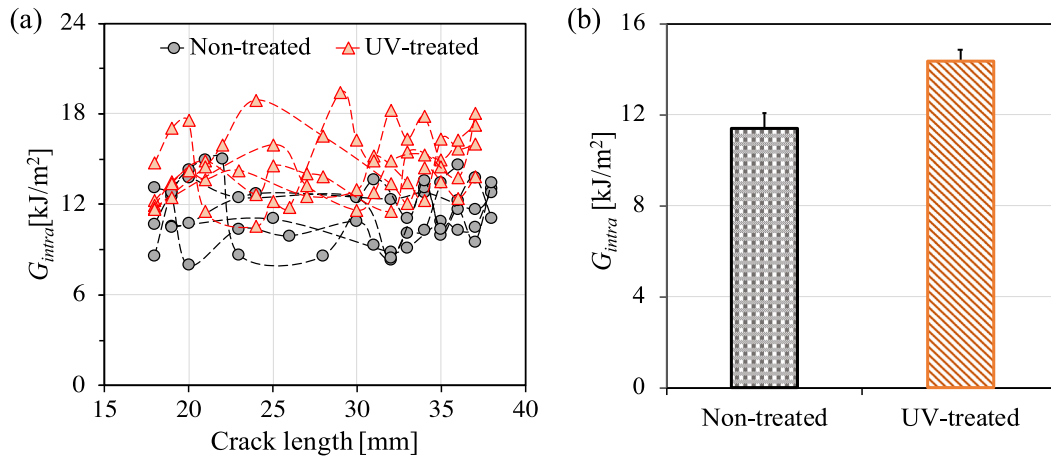 (a)
24
18
12
6
0
G_intra[kJ/m²]
Non-treated
UV-treated
15 20 25 30 35 40
Crack length [mm]
(b)
16
12
8
4
0
G_intra [kJ/m²]
Non-treated UV-treated